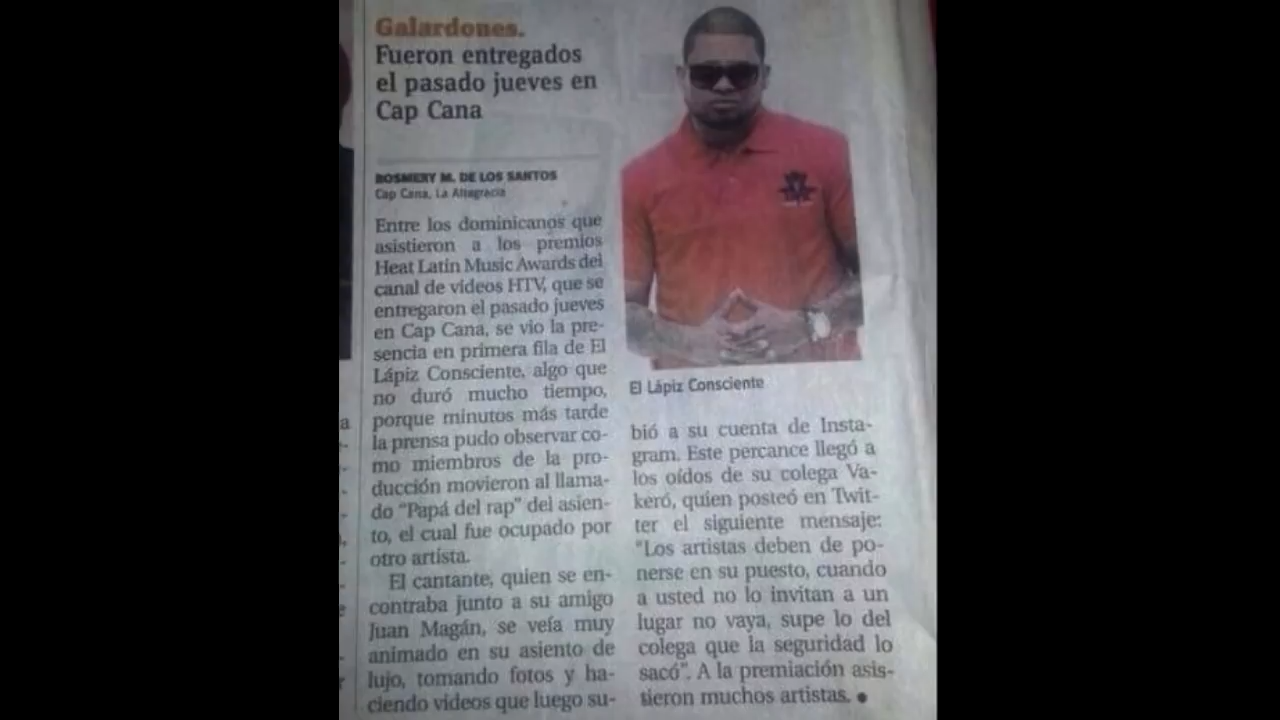 Galardones.
Fueron entregados
el pasado jueves en
Cap Cana
ROSMERY M. DE LOS SANTOS
Cap Cana, La Altagracia
Entre los dominicanos que
asistieron a los premios
Heat Latin Music Awards del
canal de videos HTV, que se
entregaron el pasado jueves
en Cap Cana, se vio la pre-
sencia en primera fila de El
Lápiz Consciente, algo que
no duró mucho tiempo,
porque minutos más tarde
la prensa pudo observar co-
mo miembros de la pro-
ducción movieron al llama-
do “Papá del rap” del asien-
to, el cual fue ocupado por
otro artista.
El cantante, quien se en-
contraba junto a su amigo
Juan Magán, se veía muy
animado en su asiento de
lujo, tomando fotos y ha-
ciendo videos que luego su-
El Lápiz Consciente
bió a su cuenta de Insta-
gram. Este percance llegó a
los oídos de su colega Va-
keró, quien posteó en Twit-
ter el siguiente mensaje:
“Los artistas deben de po-
nerse en su puesto, cuando
a usted no lo invitan a un
lugar no vaya, supe lo del
colega que la seguridad lo
sacó”. A la premiación asis-
tieron muchos artistas.